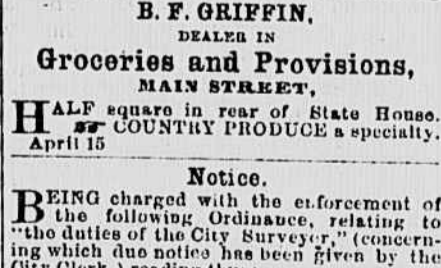 B. F. GRIFFIN,
DEALER IN
Groceries and Provisions,
MAIN STREET,
HALF square in rear of State House.
☞ COUNTRY PRODUCE a specialty.
April 15
Notice.
BEING charged with the enforcement of
the following Ordinance, relating to
"the duties of the City Surveyor," (concern-
ing which due notice has been given by the
City Clerk,)